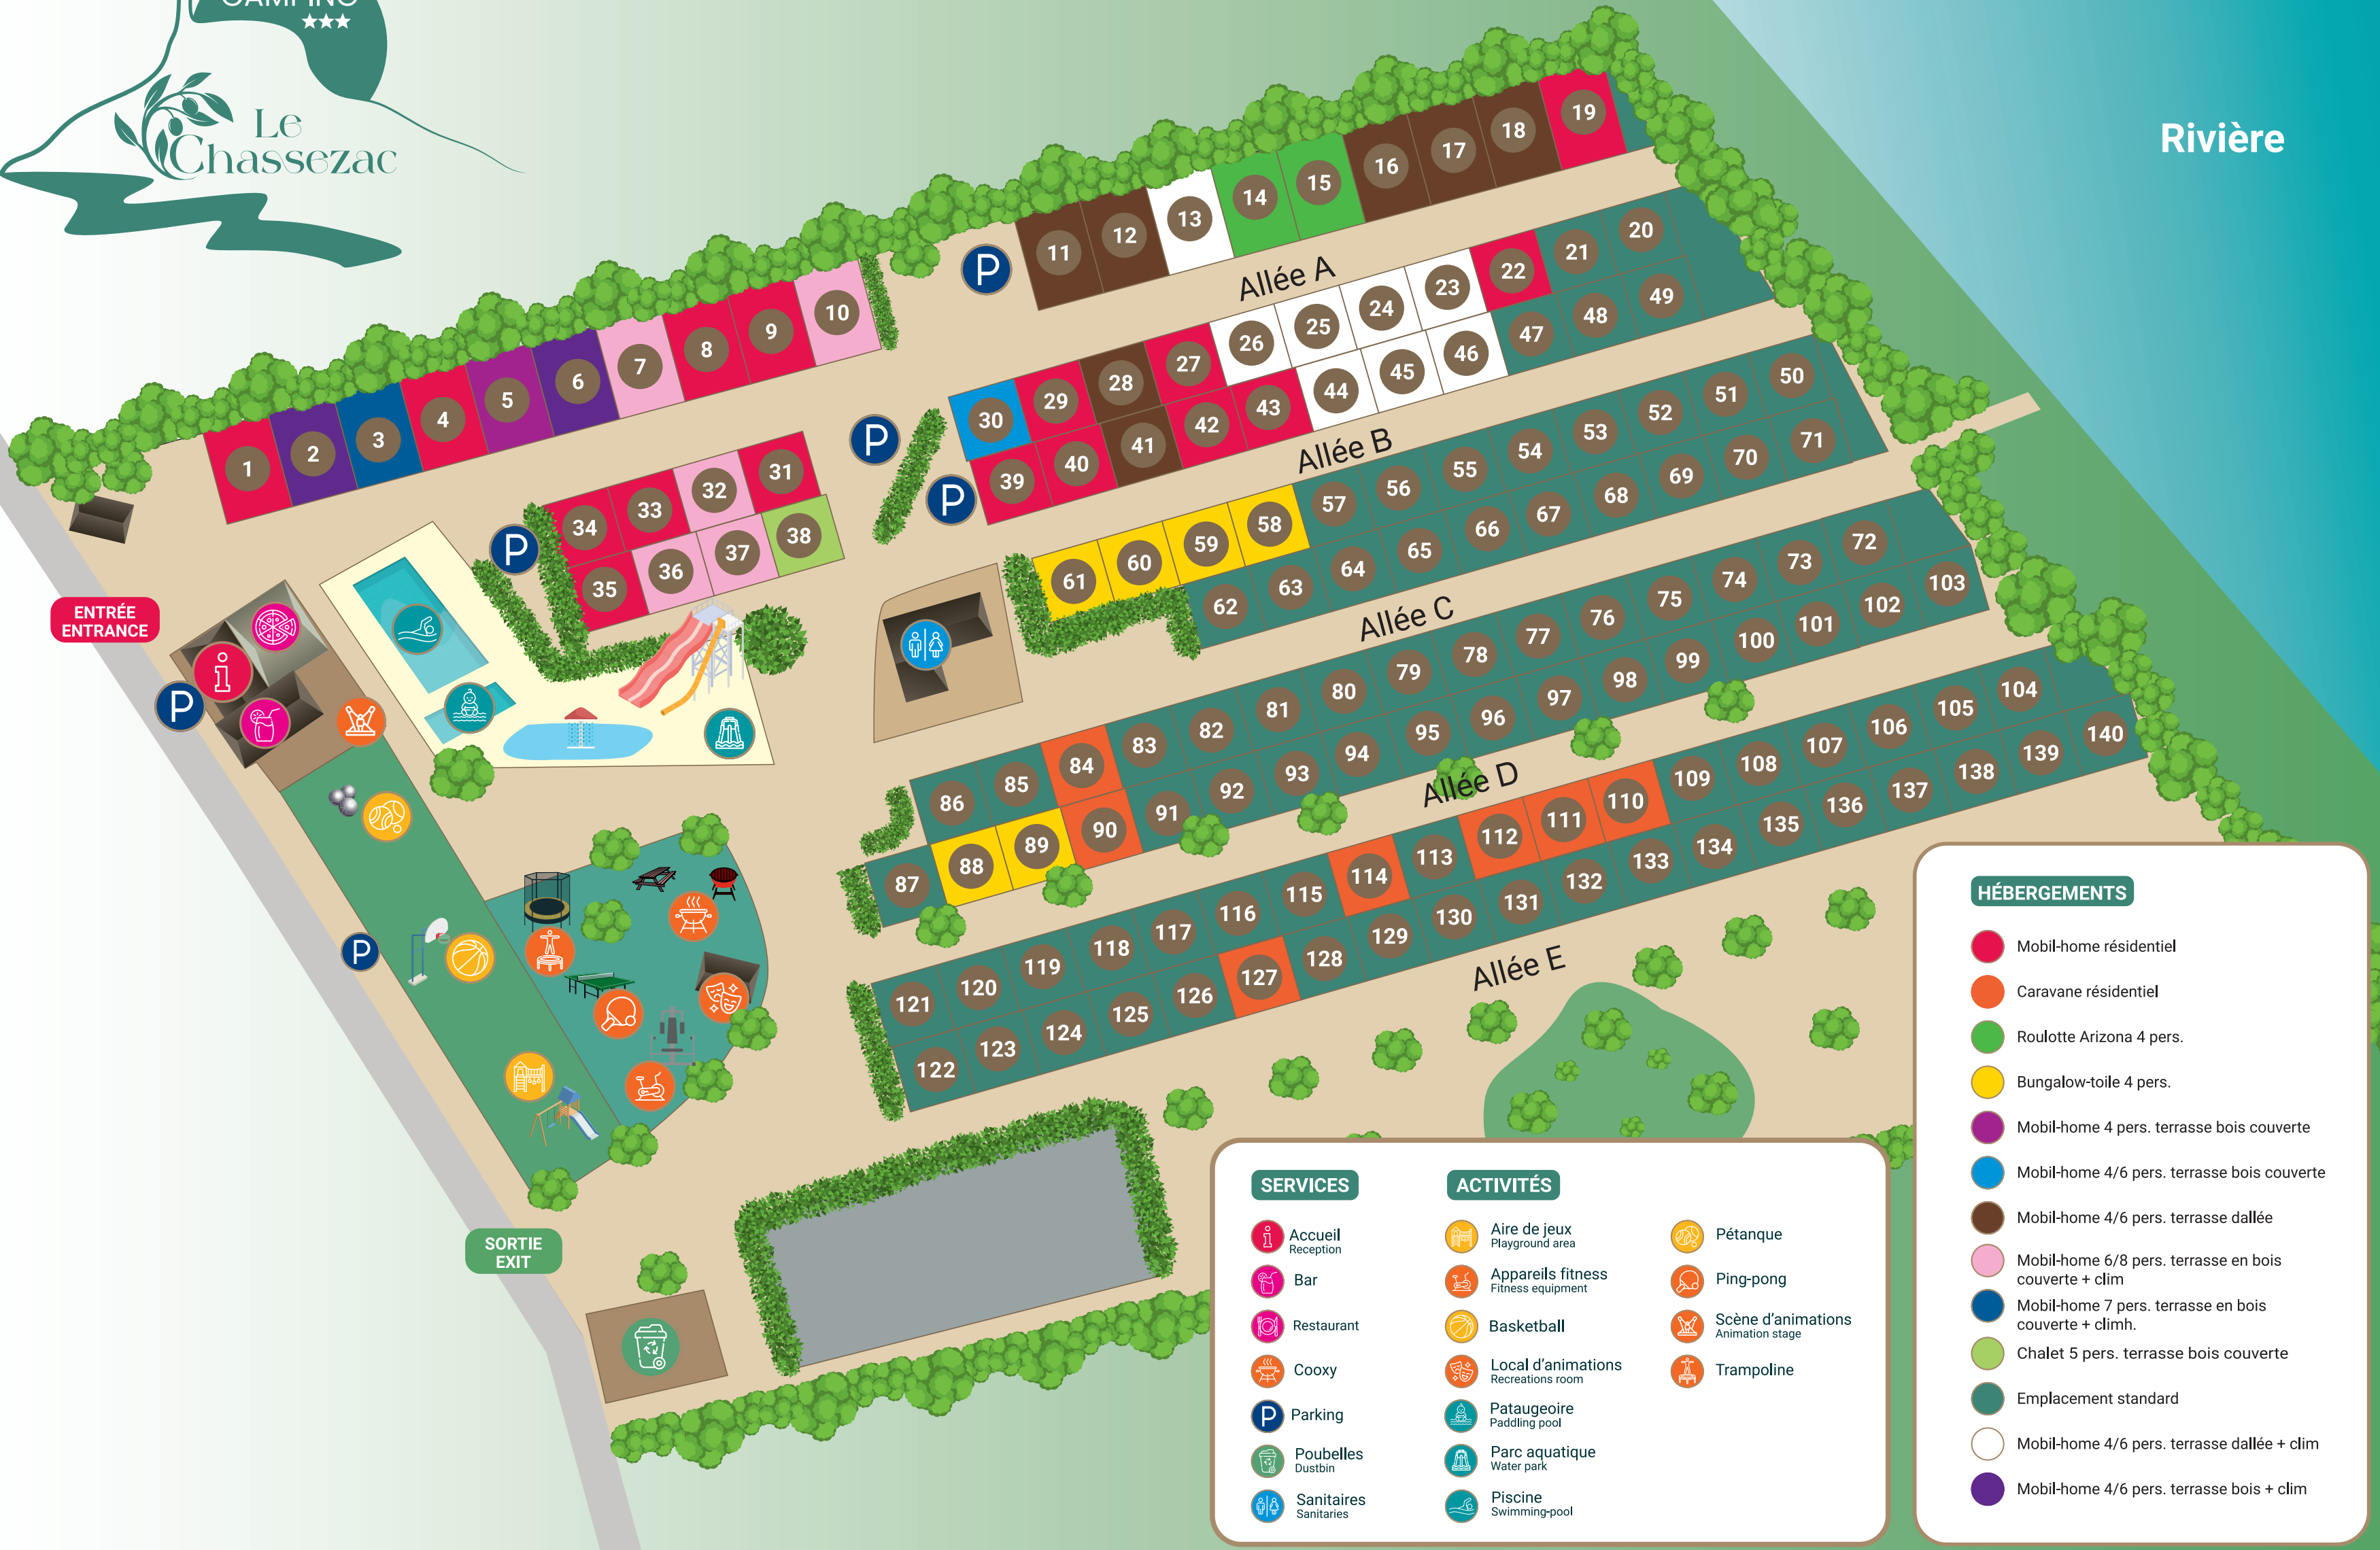 CAMPING
★★★
Le
Chassezac
Rivière
ENTRÉE
ENTRANCE
SORTIE
EXIT
Allée A
Allée B
Allée C
Allée D
Allée E
1 2 3 4 5 6 7 8 9 10
11 12 13 14 15 16 17 18 19
30 29 28 27 26 25 24 23 22 21 20
39 40 41 42 43 44 45 46 47 48 49
34 33 32 31
35 36 37 38
61 60 59 58 57 56 55 54 53 52 51 50
62 63 64 65 66 67 68 69 70 71
86 85 84 83 82 81 80 79 78 77 76 75 74 73 72
87 88 89 90 91 92 93 94 95 96 97 98 99 100 101 102 103
121 120 119 118 117 116 115 114 113 112 111 110 109 108 107 106 105 104
122 123 124 125 126 127 128 129 130 131 132 133 134 135 136 137 138 139 140
P
P
P
P
P
P
i
SERVICES
i Accueil
Reception
Bar
Restaurant
Cooxy
P Parking
Poubelles
Dustbin
Sanitaires
Sanitaries
ACTIVITÉS
Aire de jeux
Playground area
Appareils fitness
Fitness equipment
Basketball
Local d'animations
Recreations room
Pataugeoire
Paddling pool
Parc aquatique
Water park
Piscine
Swimming-pool
Pétanque
Ping-pong
Scène d'animations
Animation stage
Trampoline
HÉBERGEMENTS
Mobil-home résidentiel
Caravane résidentiel
Roulotte Arizona 4 pers.
Bungalow-toile 4 pers.
Mobil-home 4 pers. terrasse bois couverte
Mobil-home 4/6 pers. terrasse bois couverte
Mobil-home 4/6 pers. terrasse dallée
Mobil-home 6/8 pers. terrasse en bois
couverte + clim
Mobil-home 7 pers. terrasse en bois
couverte + climh.
Chalet 5 pers. terrasse bois couverte
Emplacement standard
Mobil-home 4/6 pers. terrasse dallée + clim
Mobil-home 4/6 pers. terrasse bois + clim